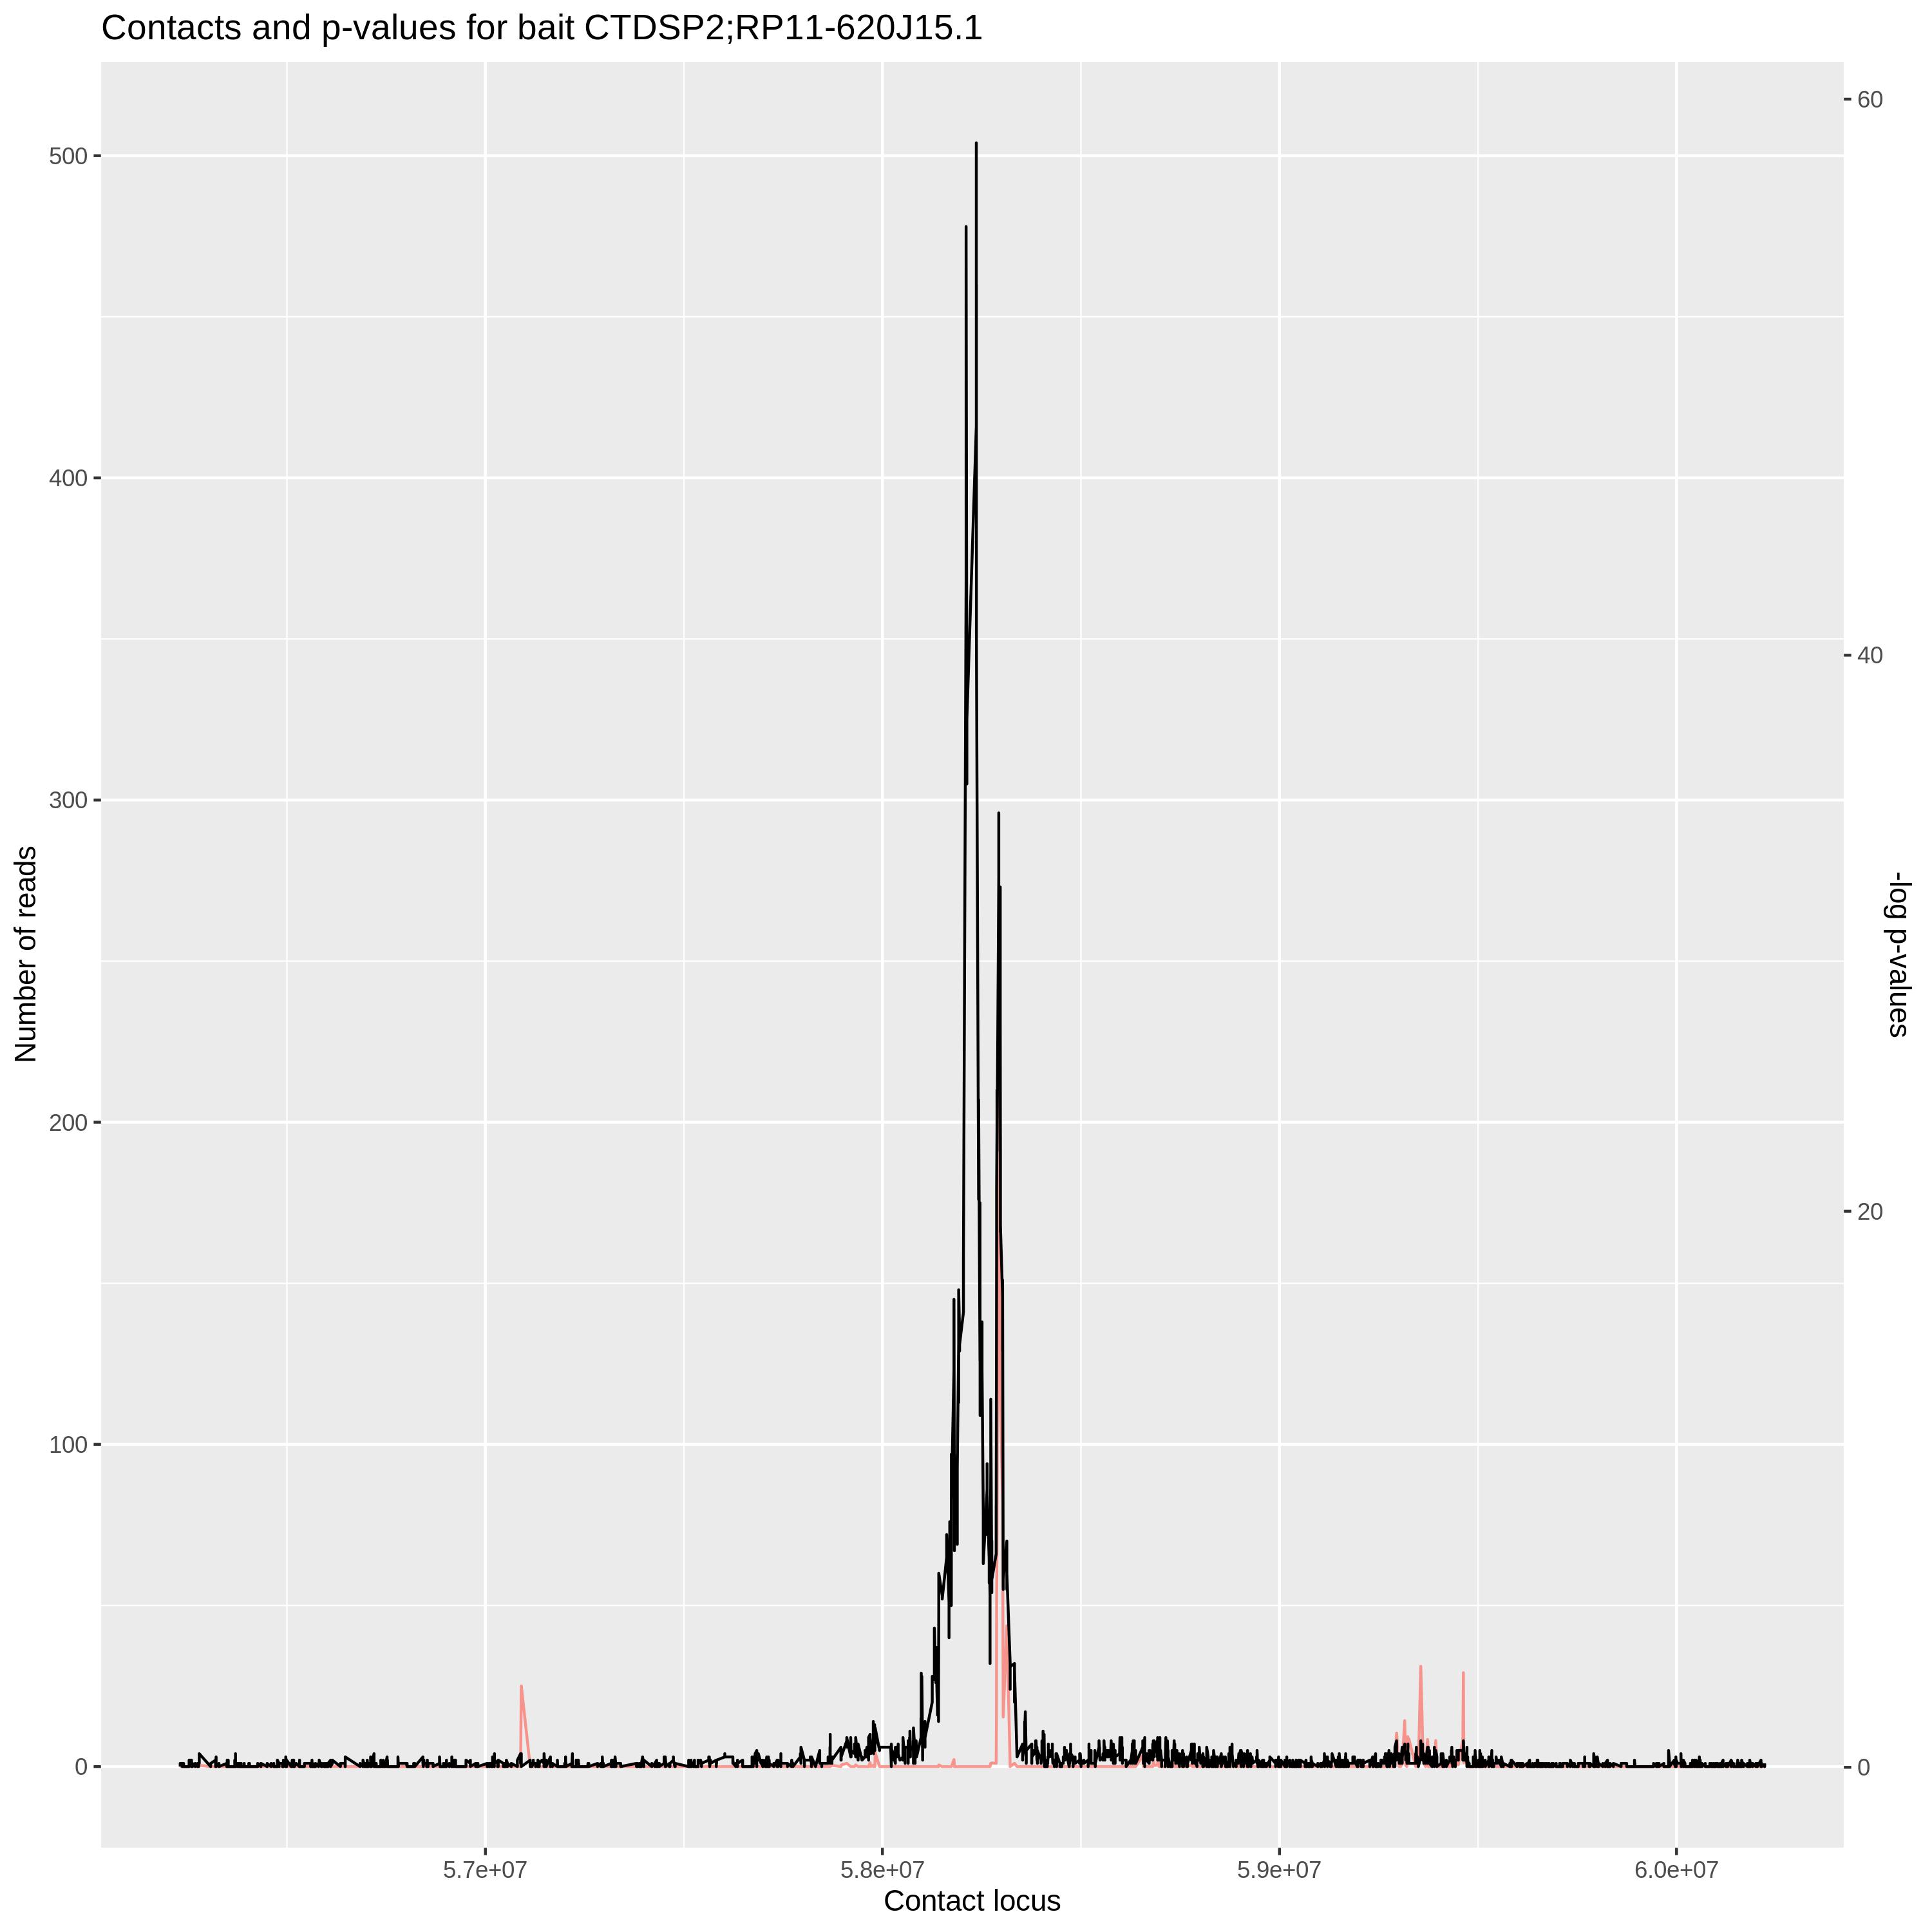 Contacts and p-values for bait CTDSP2;RP11-620J15.1
60
500
400
40
300
Number of reads
-log p-values
200
20
100
0
0
5.7e+07
5.8e+07
5.9e+07
6.0e+07
Contact locus